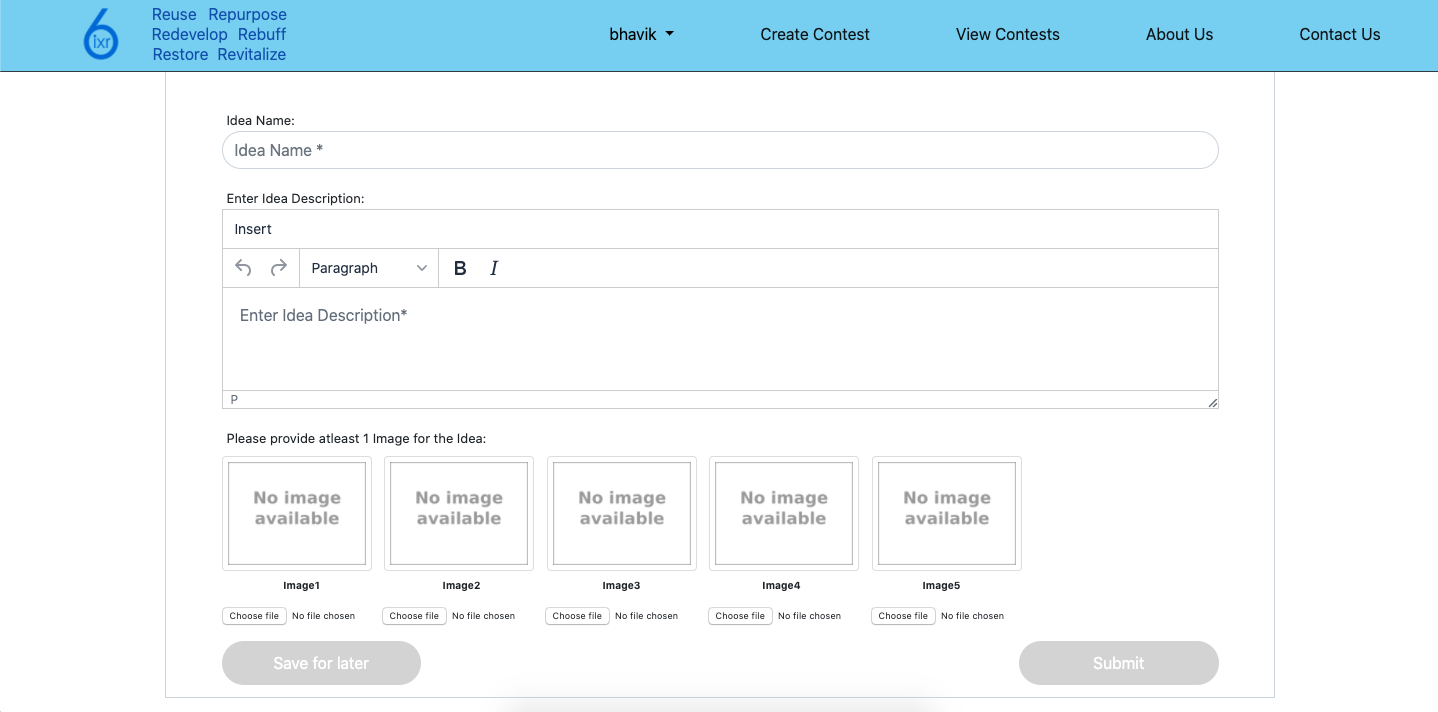 6ixr
Reuse Repurpose
Redevelop Rebuff
Restore Revitalize
bhavik
Create Contest
View Contests
About Us
Contact Us
Idea Name:
Idea Name *
Enter Idea Description:
Insert
Paragraph
B
I
Enter Idea Description*
P
Please provide atleast 1 Image for the Idea:
No image
available
No image
available
No image
available
No image
available
No image
available
Image1
Image2
Image3
Image4
Image5
Choose file No file chosen
Choose file No file chosen
Choose file No file chosen
Choose file No file chosen
Choose file No file chosen
Save for later
Submit